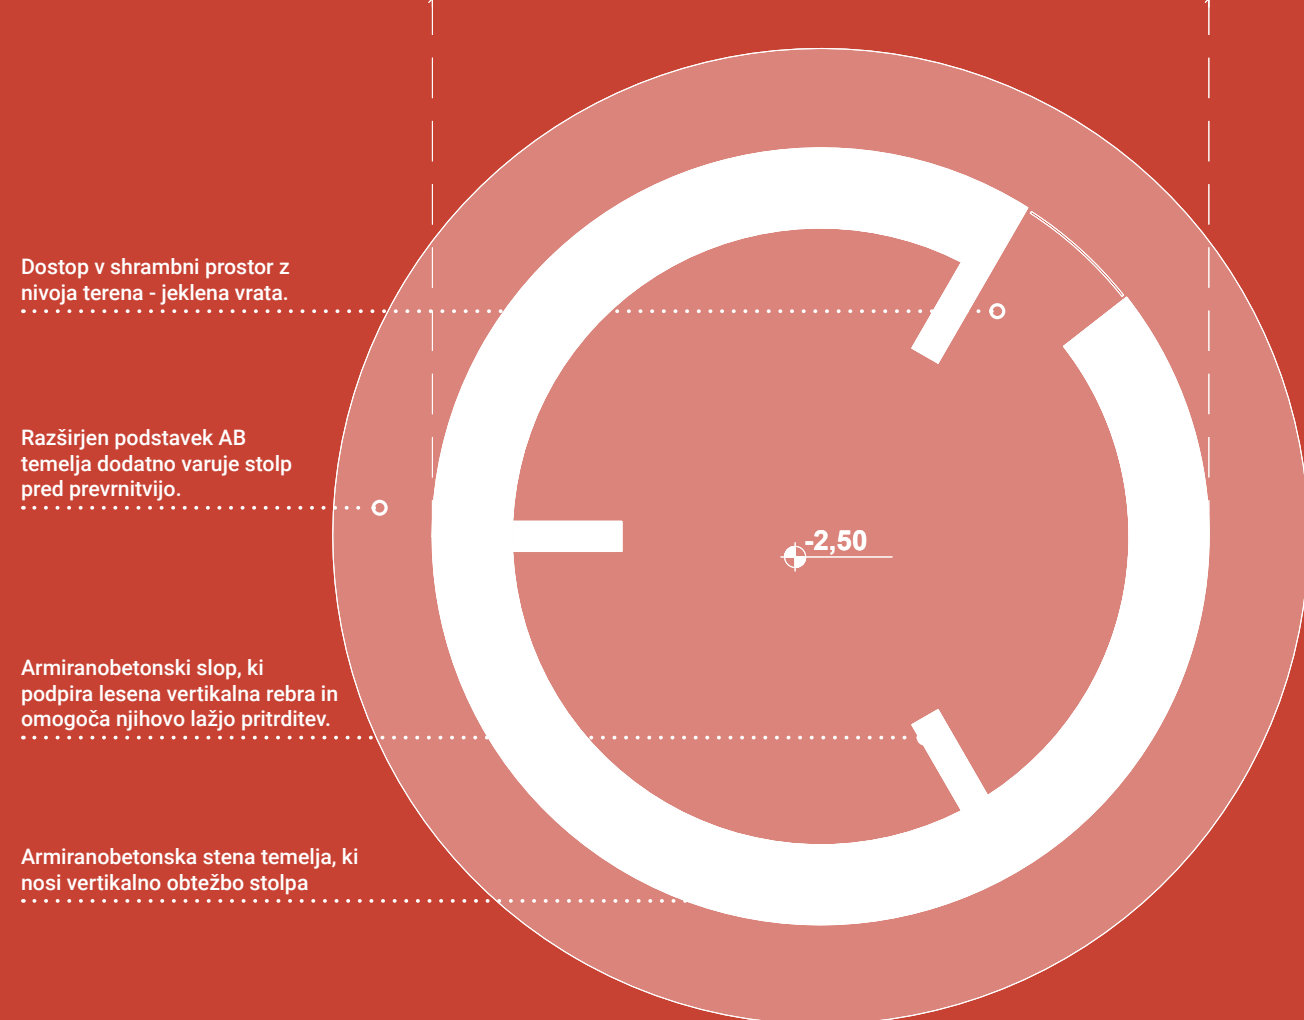 Dostop v shrambni prostor z
nivoja terena - jeklena vrata.
Razširjen podstavek AB
temelja dodatno varuje stolp
pred prevrnitvijo.
-2,50
Armiranobetonski slop, ki
podpira lesena vertikalna rebra in
omogoča njihovo lažjo pritrditev.
Armiranobetonska stena temelja, ki
nosi vertikalno obtežbo stolpa